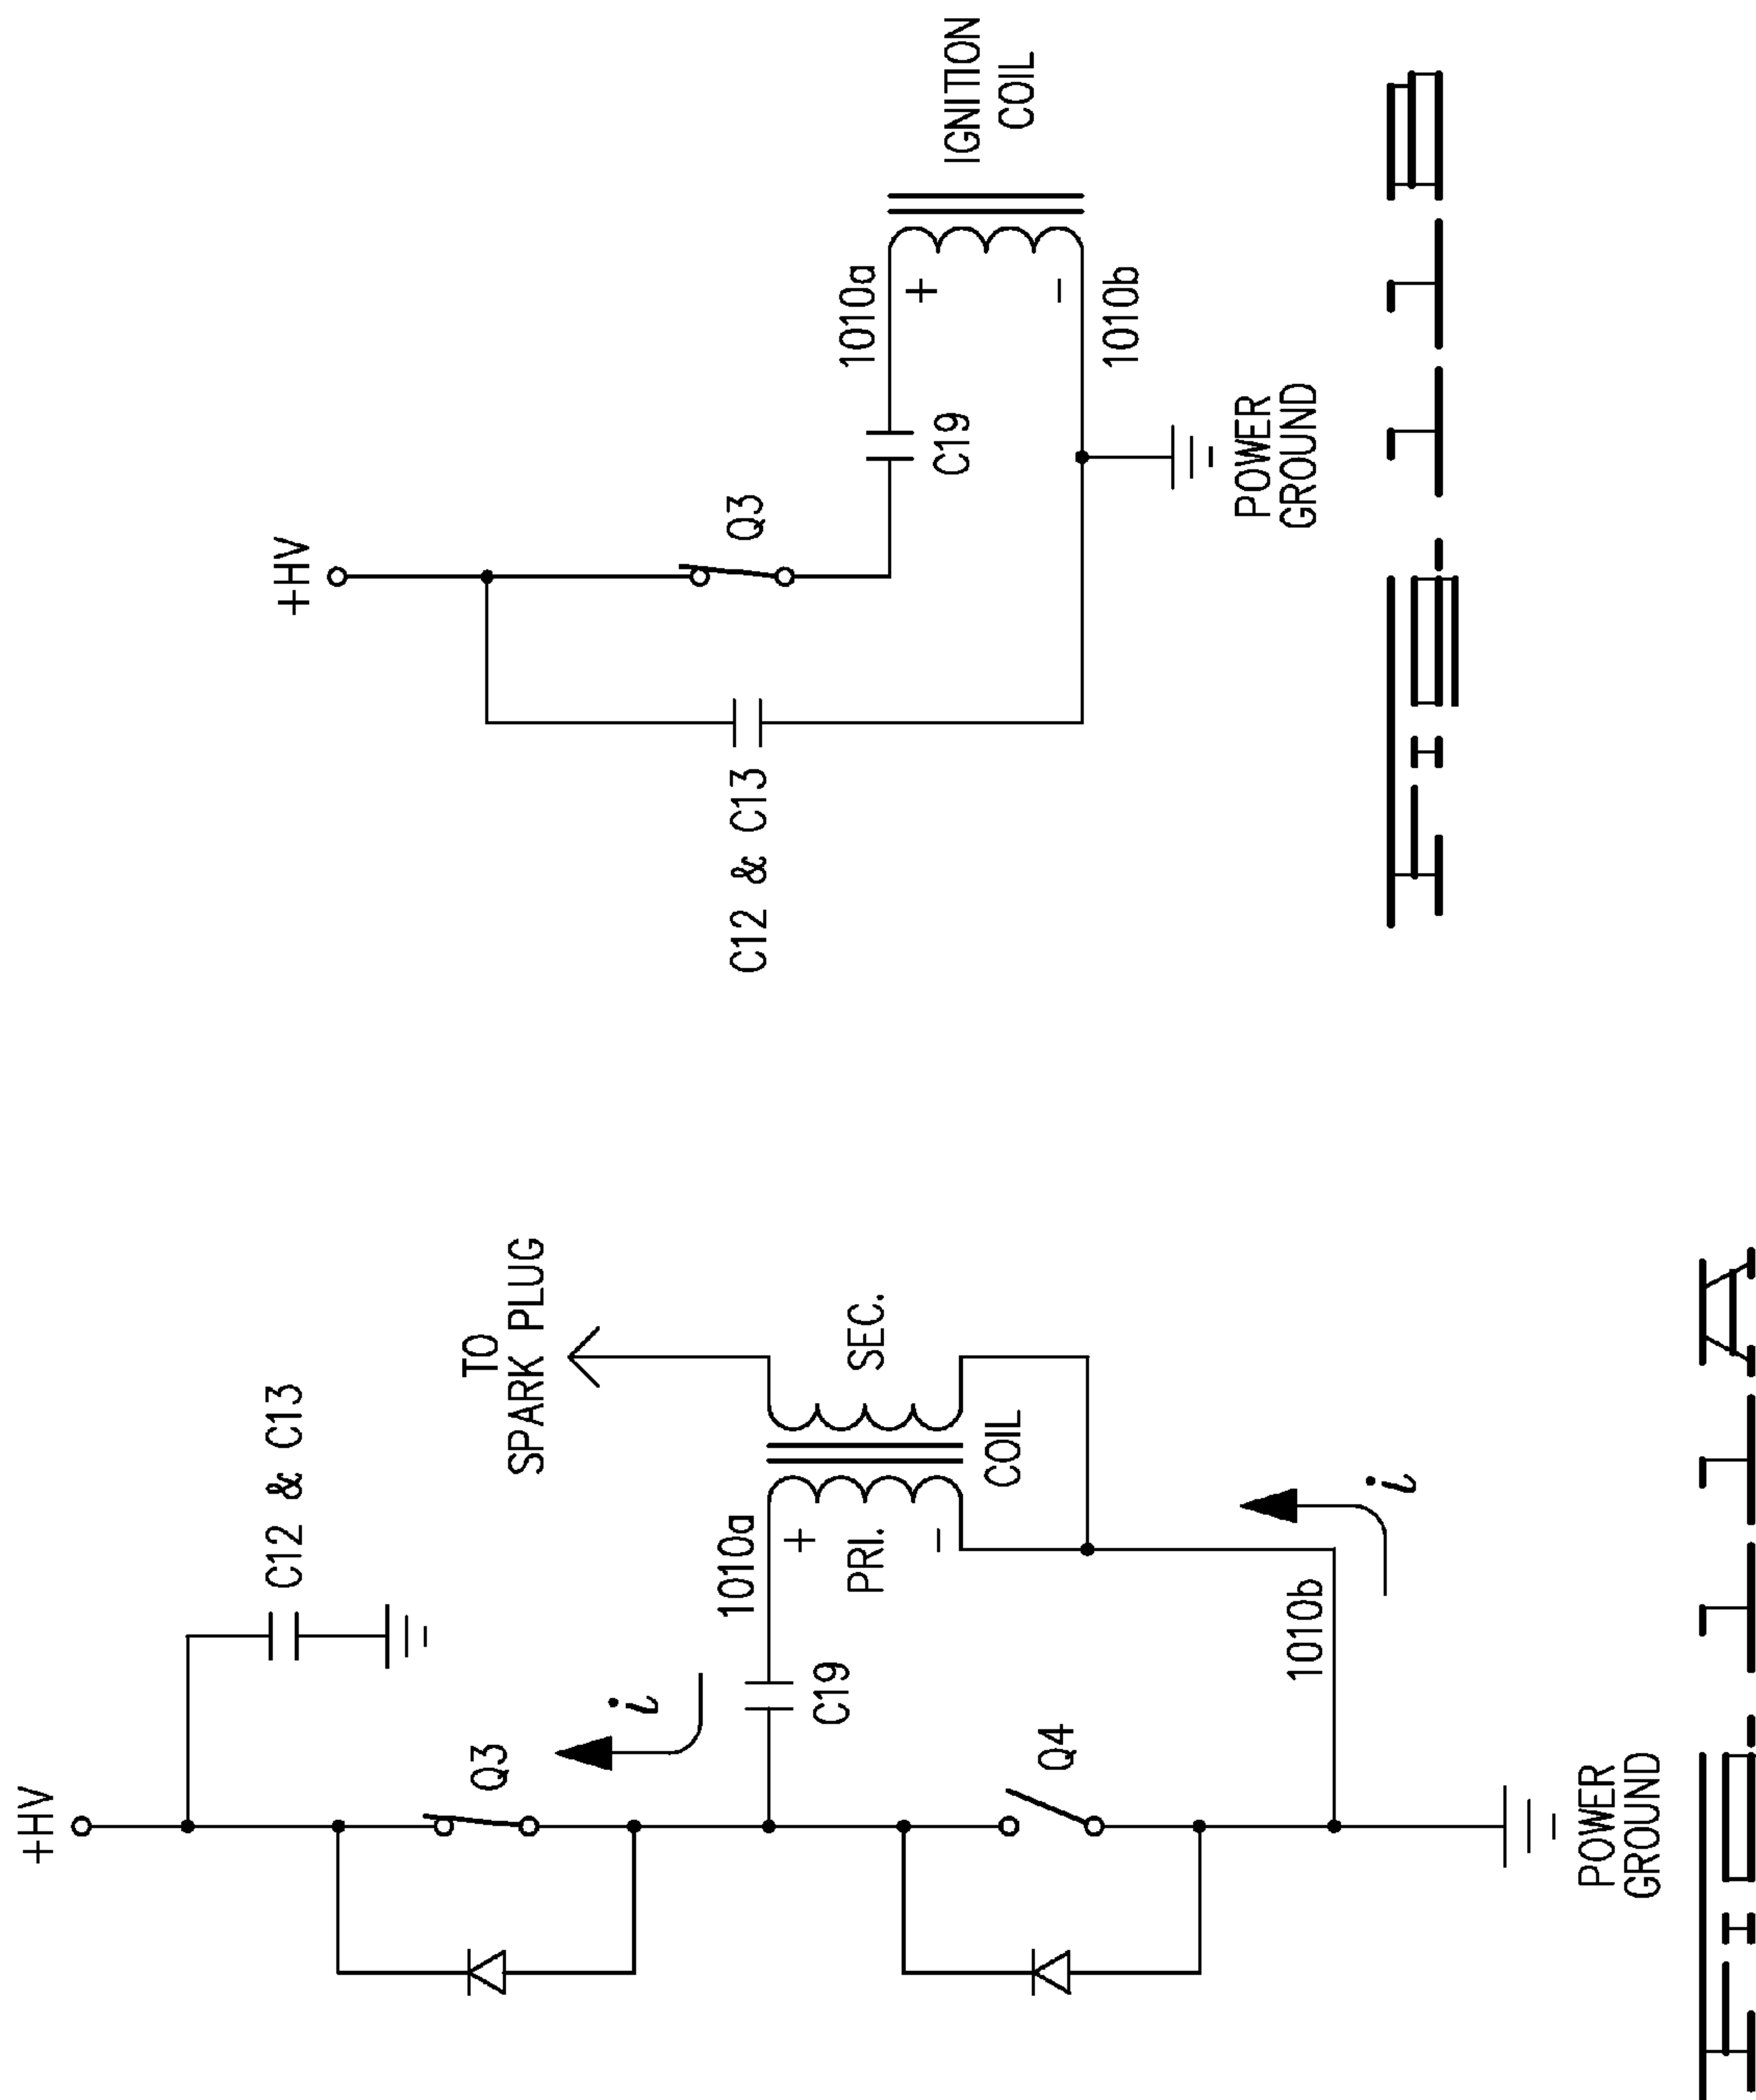 +HV
C12 & C13
Q3
i
TO
SPARK PLUG
1010a
C19
+
PRI.
-
SEC.
COIL
Q4
1010b
i
POWER
GROUND
Fig.11A
+HV
C12 & C13
Q3
C19
1010a
+
-
1010b
IGNITION
COIL
POWER
GROUND
Fig.11B